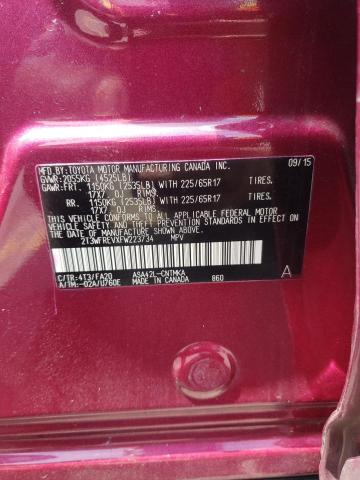 MFD.BY:TOYOTA MOTOR MANUFACTURING CANADA INC. 09/15
GVWR:2055KG (4525LB)
GAWR:FRT. 1150KG (2535LB) WITH 225/65R17 TIRES,
17X7.0J RIMS,
RR. 1150KG (2535LB) WITH 225/65R17 TIRES,
17X7.0J RIMS,
THIS VEHICLE CONFORMS TO ALL APPLICABLE FEDERAL MOTOR
VEHICLE SAFETY, BUMPER, AND THEFT PREVENTION STANDARDS IN EFFECT
ON THE DATE OF MANUFACTURE SHOWN ABOVE.
2T3WFREVXFW223734 MPV
C/TR:4T3/FA20 ASA42L-CNTMKA A
A/TM:-02A/U760E MADE IN CANADA 860